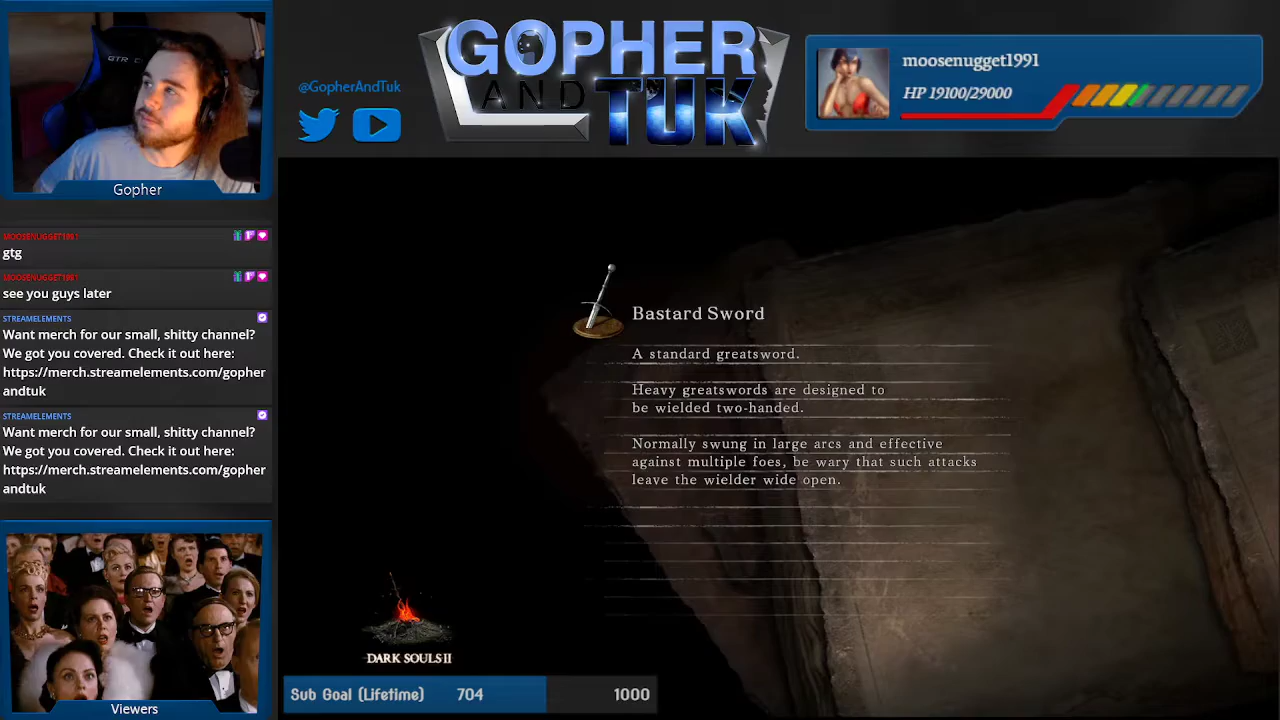 GTR
Gopher
@GopherAndTuk
GOPHER
AND TUK
moosenugget1991
HP 19100/29000
MOOSENUGGET1991
gtg
MOOSENUGGET1991
see you guys later
STREAMELEMENTS
Want merch for our small, shitty channel?
We got you covered. Check it out here:
https://merch.streamelements.com/gopher
andtuk
STREAMELEMENTS
Want merch for our small, shitty channel?
We got you covered. Check it out here:
https://merch.streamelements.com/gopher
andtuk
Viewers
Bastard Sword
A standard greatsword.
Heavy greatswords are designed to
be wielded two-handed.
Normally swung in large arcs and effective
against multiple foes, be wary that such attacks
leave the wielder wide open.
DARK SOULS II
Sub Goal (Lifetime) 704 1000